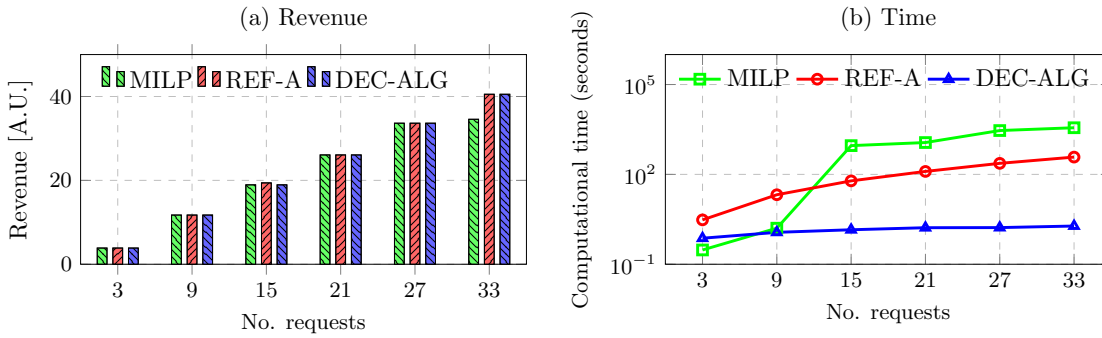 (a) Revenue
Revenue [A.U.]
MILP REF-A DEC-ALG
40
20
0
3 9 15 21 27 33
No. requests
(b) Time
Computational time (seconds)
MILP REF-A DEC-ALG
10^5
10^2
10^−1
3 9 15 21 27 33
No. requests